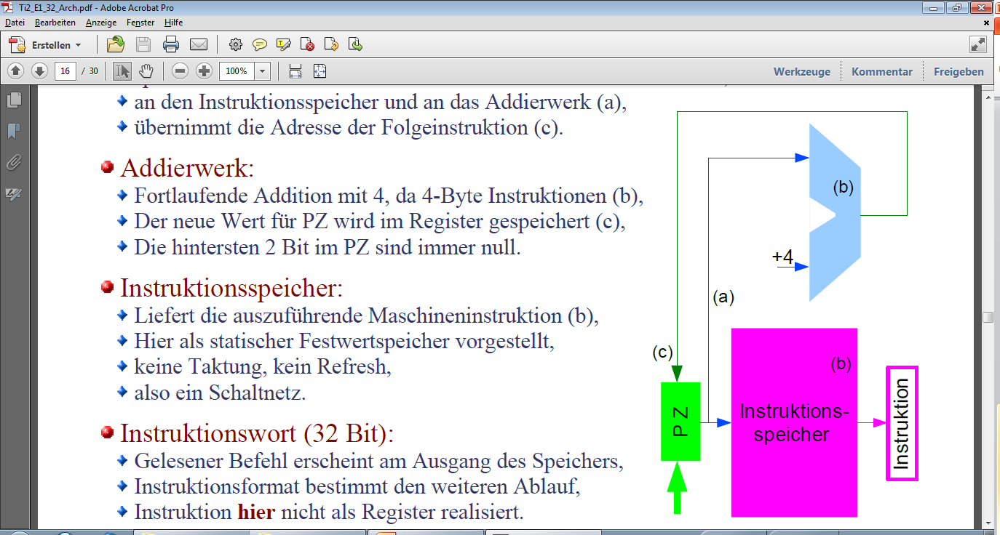 Ti2_E1_32_Arch.pdf - Adobe Acrobat Pro
Datei Bearbeiten Anzeige Fenster Hilfe
Erstellen
16 / 30 100% Werkzeuge Kommentar Freigeben
an den Instruktionsspeicher und an das Addierwerk (a),
übernimmt die Adresse der Folgeinstruktion (c).
Addierwerk:
Fortlaufende Addition mit 4, da 4-Byte Instruktionen (b),
Der neue Wert für PZ wird im Register gespeichert (c),
Die hintersten 2 Bit im PZ sind immer null.
Instruktionsspeicher:
Liefert die auszuführende Maschineninstruktion (b),
Hier als statischer Festwertspeicher vorgestellt,
keine Taktung, kein Refresh,
also ein Schaltnetz.
Instruktionswort (32 Bit):
Gelesener Befehl erscheint am Ausgang des Speichers,
Instruktionsformat bestimmt den weiteren Ablauf,
Instruktion hier nicht als Register realisiert.
(b)
+4
(a)
(c)
(b)
PZ
Instruktions-
speicher
Instruktion